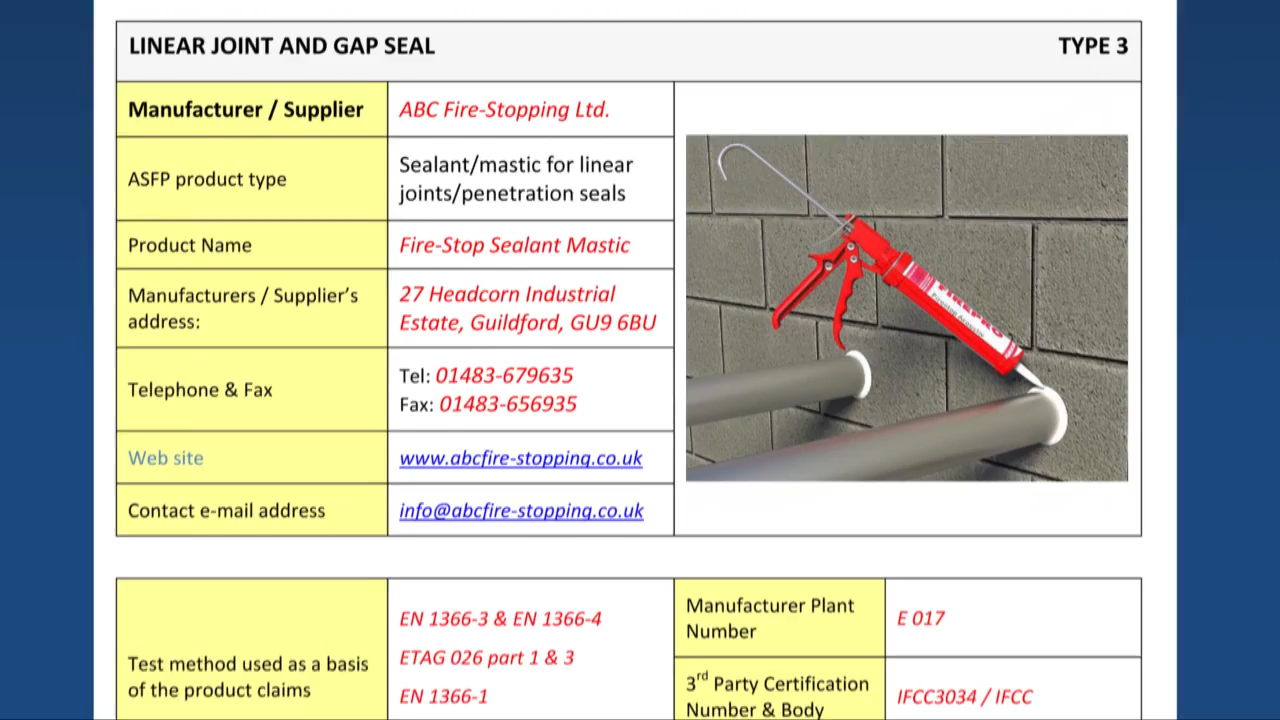 LINEAR JOINT AND GAP SEAL
TYPE 3
Manufacturer / Supplier
ABC Fire-Stopping Ltd.
ASFP product type
Sealant/mastic for linear
joints/penetration seals
Product Name
Fire-Stop Sealant Mastic
Manufacturers / Supplier's
address:
27 Headcorn Industrial
Estate, Guildford, GU9 6BU
Telephone & Fax
Tel: 01483-679635
Fax: 01483-656935
Web site
www.abcfire-stopping.co.uk
Contact e-mail address
info@abcfire-stopping.co.uk
Test method used as a basis
of the product claims
EN 1366-3 & EN 1366-4
ETAG 026 part 1 & 3
EN 1366-1
Manufacturer Plant
Number
E 017
3rd Party Certification
Number & Body
IFCC3034 / IFCC